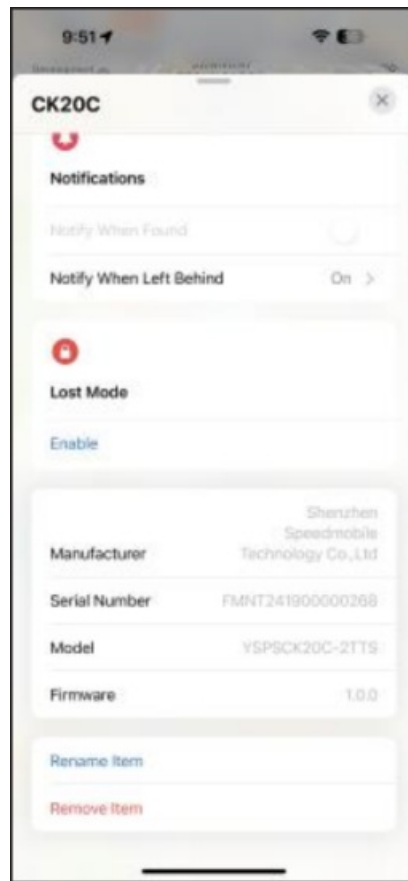 9:51
CK20C
Notifications
Notify When Found
Notify When Left Behind On
Lost Mode
Enable
Shenzhen
Speedmobile
Manufacturer Technology Co.,Ltd
Serial Number FMNT241900000268
Model YSPSCK20C-2TTS
Firmware 1.0.0
Rename Item
Remove Item